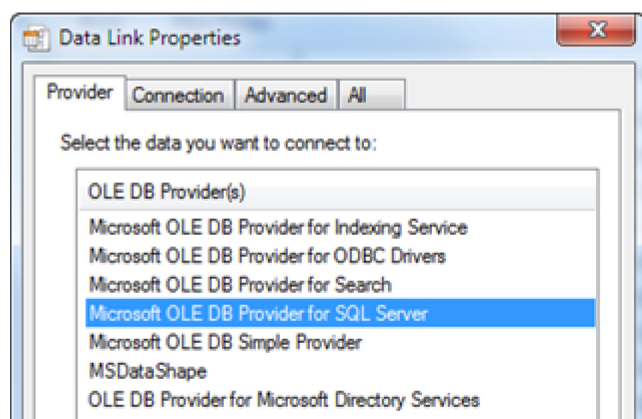 Data Link Properties
Provider Connection Advanced All
Select the data you want to connect to:
OLE DB Provider(s)
Microsoft OLE DB Provider for Indexing Service
Microsoft OLE DB Provider for ODBC Drivers
Microsoft OLE DB Provider for Search
Microsoft OLE DB Provider for SQL Server
Microsoft OLE DB Simple Provider
MSDataShape
OLE DB Provider for Microsoft Directory Services